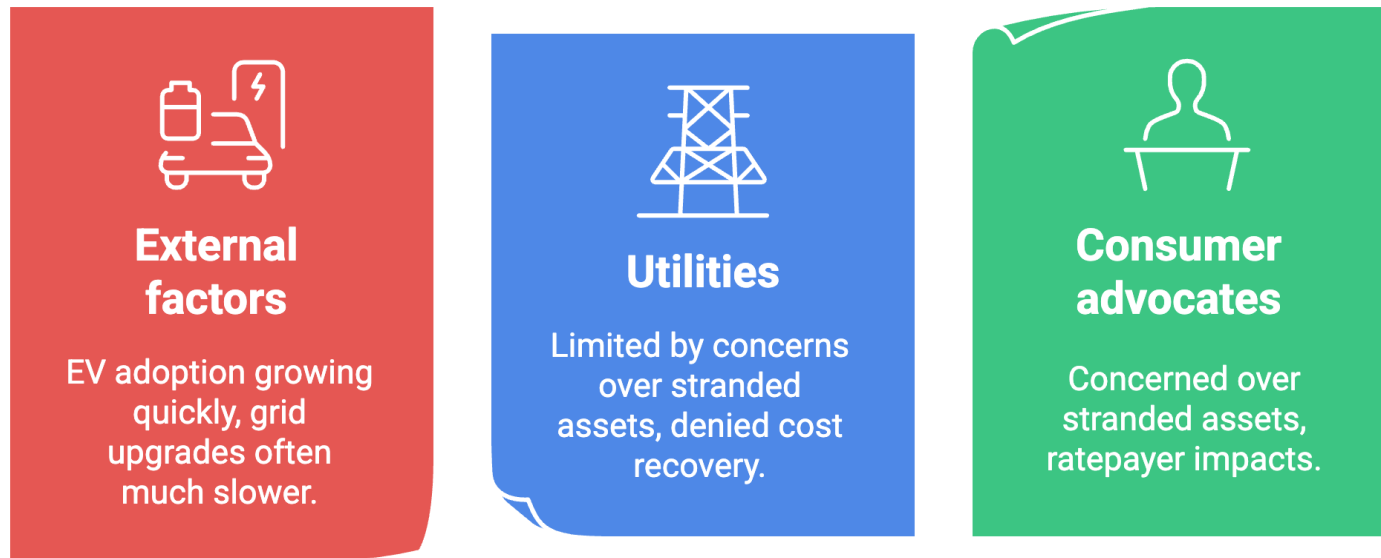 External
factors
EV adoption growing
quickly, grid
upgrades often
much slower.
Utilities
Limited by concerns
over stranded
assets, denied cost
recovery.
Consumer
advocates
Concerned over
stranded assets,
ratepayer impacts.